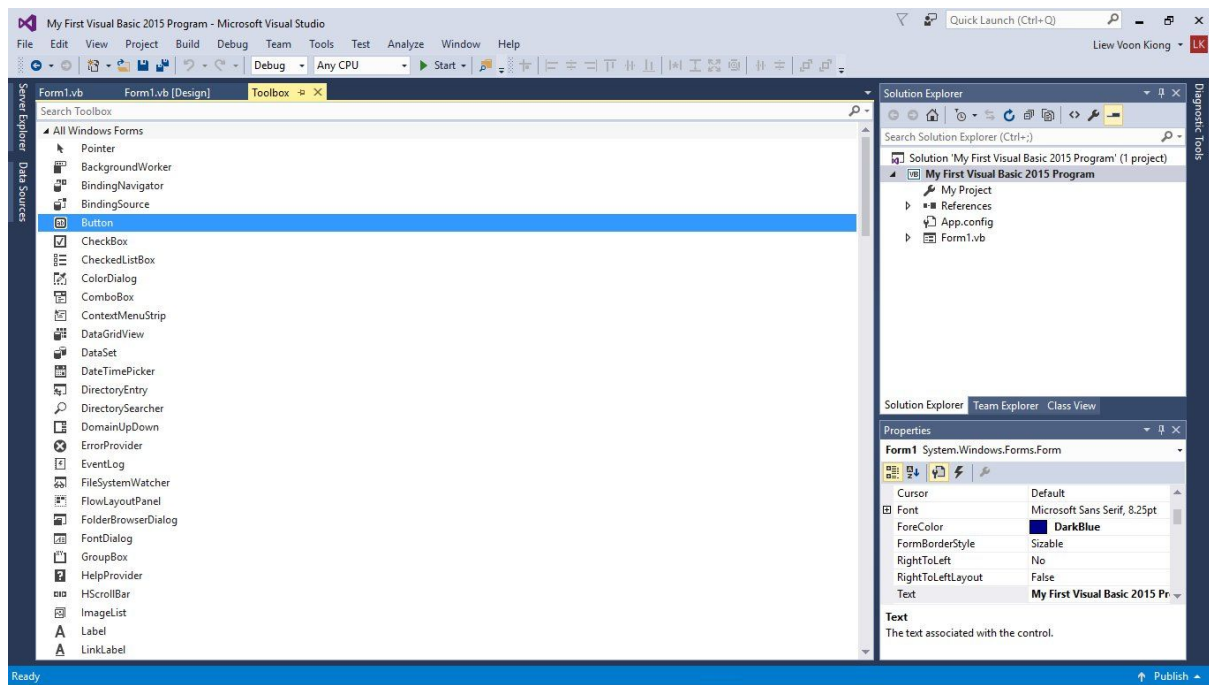 My First Visual Basic 2015 Program - Microsoft Visual Studio
Quick Launch (Ctrl+Q)
File Edit View Project Build Debug Team Tools Test Analyze Window Help
Liew Voon Kiong
LK
Debug
Any CPU
Start
Server Explorer
Data Sources
Form1.vb
Form1.vb [Design]
Toolbox
Search Toolbox
All Windows Forms
Pointer
BackgroundWorker
BindingNavigator
BindingSource
Button
CheckBox
CheckedListBox
ColorDialog
ComboBox
ContextMenuStrip
DataGridView
DataSet
DateTimePicker
DirectoryEntry
DirectorySearcher
DomainUpDown
ErrorProvider
EventLog
FileSystemWatcher
FlowLayoutPanel
FolderBrowserDialog
FontDialog
GroupBox
HelpProvider
HScrollBar
ImageList
Label
LinkLabel
Solution Explorer
Search Solution Explorer (Ctrl+;)
Solution 'My First Visual Basic 2015 Program' (1 project)
VB My First Visual Basic 2015 Program
My Project
References
App.config
Form1.vb
Solution Explorer Team Explorer Class View
Properties
Form1 System.Windows.Forms.Form
Cursor Default
Font Microsoft Sans Serif, 8.25pt
ForeColor DarkBlue
FormBorderStyle Sizable
RightToLeft No
RightToLeftLayout False
Text My First Visual Basic 2015 Pr
Text
The text associated with the control.
Diagnostic Tools
Ready
Publish